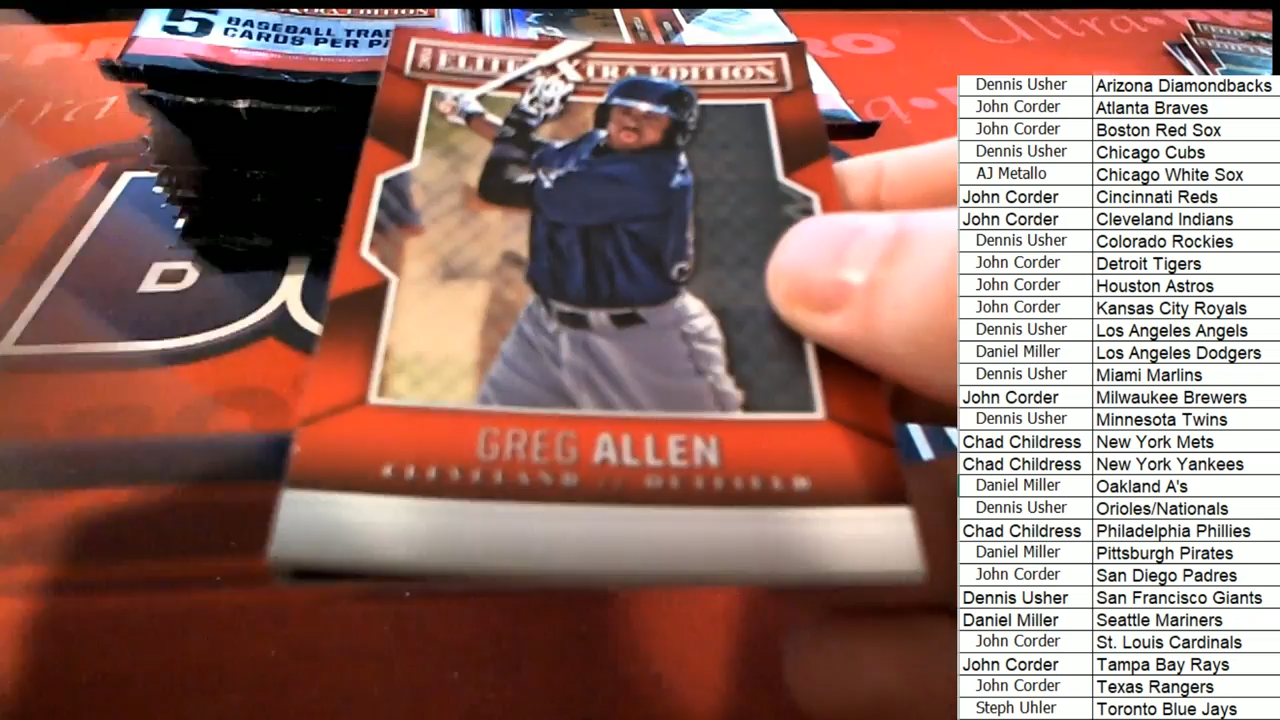 5 BASEBALL TRA
CARDS PER P
ELITE EXTRA EDITION
RO
Ultra
GREG ALLEN
CLEVELAND OUTFIELD
D
Dennis Usher Arizona Diamondbacks
John Corder Atlanta Braves
John Corder Boston Red Sox
Dennis Usher Chicago Cubs
AJ Metallo Chicago White Sox
John Corder Cincinnati Reds
John Corder Cleveland Indians
Dennis Usher Colorado Rockies
John Corder Detroit Tigers
John Corder Houston Astros
John Corder Kansas City Royals
Dennis Usher Los Angeles Angels
Daniel Miller Los Angeles Dodgers
Dennis Usher Miami Marlins
John Corder Milwaukee Brewers
Dennis Usher Minnesota Twins
Chad Childress New York Mets
Chad Childress New York Yankees
Daniel Miller Oakland A's
Dennis Usher Orioles/Nationals
Chad Childress Philadelphia Phillies
Daniel Miller Pittsburgh Pirates
John Corder San Diego Padres
Dennis Usher San Francisco Giants
Daniel Miller Seattle Mariners
John Corder St. Louis Cardinals
John Corder Tampa Bay Rays
John Corder Texas Rangers
Steph Uhler Toronto Blue Jays